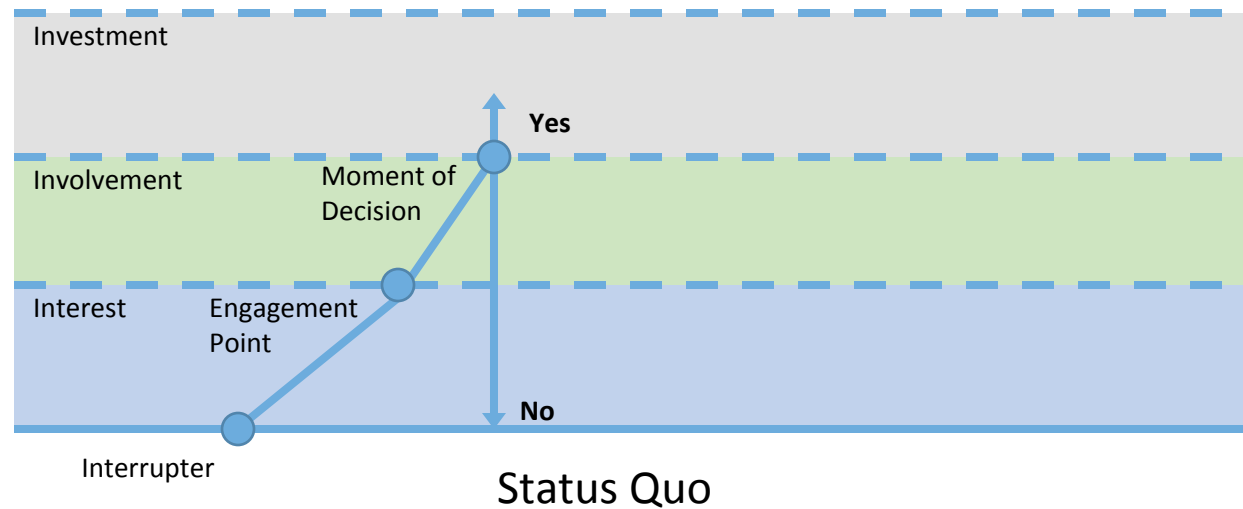 Investment
Yes
Involvement
Moment of
Decision
Interest
Engagement
Point
No
Interrupter
Status Quo